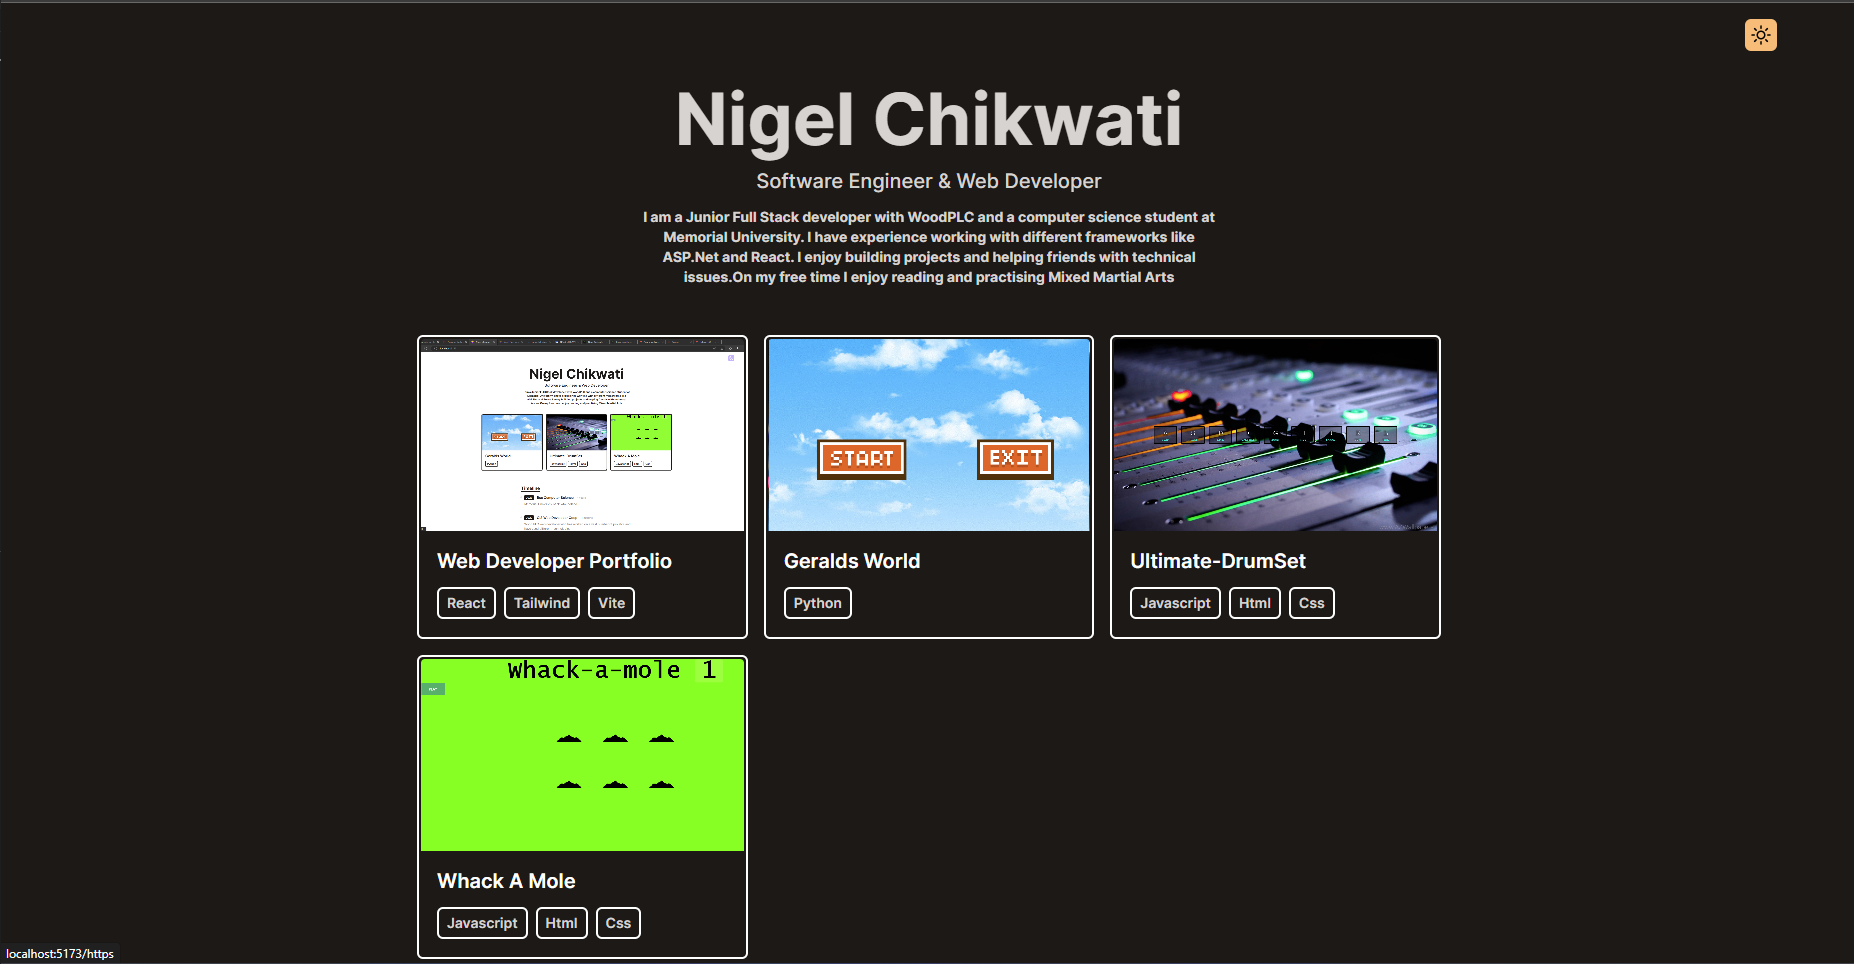 Nigel Chikwati
Software Engineer & Web Developer
I am a Junior Full Stack developer with WoodPLC and a computer science student at
Memorial University. I have experience working with different frameworks like
ASP.Net and React. I enjoy building projects and helping friends with technical
issues.On my free time I enjoy reading and practising Mixed Martial Arts
Nigel Chikwati
START
EXIT
Web Developer Portfolio
React
Tailwind
Vite
Geralds World
Python
Ultimate-DrumSet
Javascript
Html
Css
Whack-a-mole 1
Whack A Mole
Javascript
Html
Css
localhost:5173/https